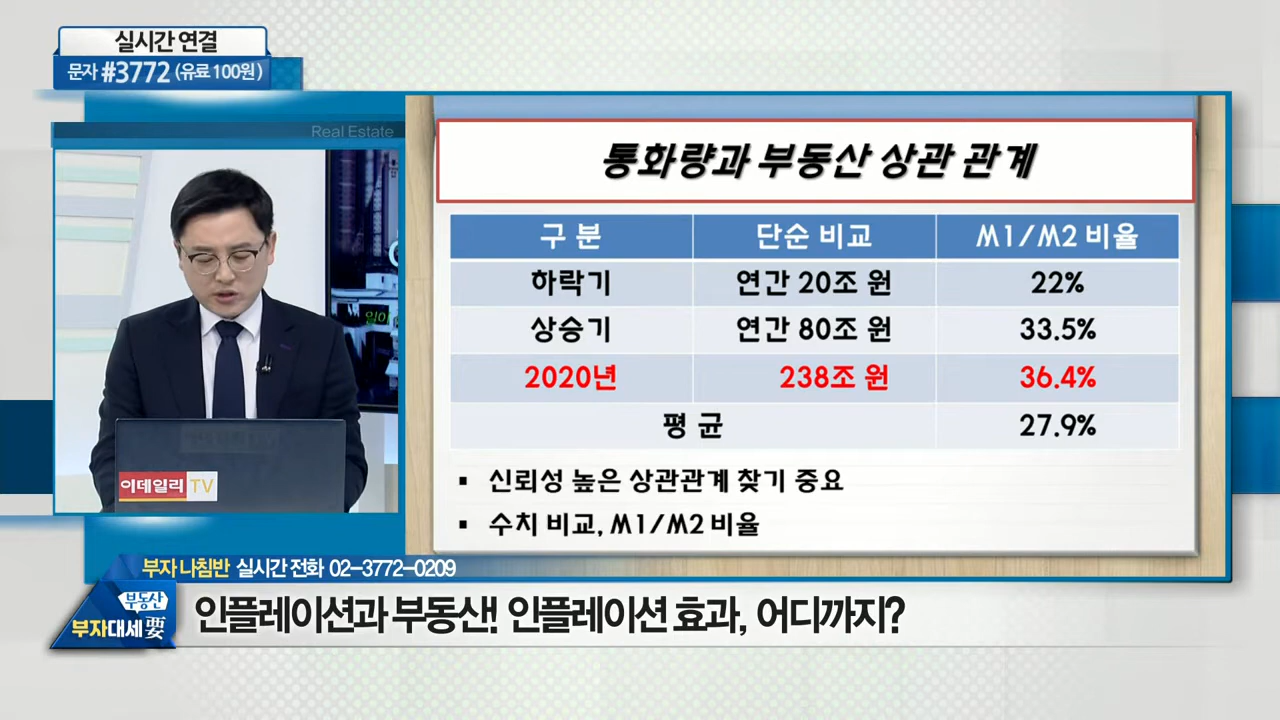 실시간 연결
문자 #3772 (유료 100원)
Real Estate
통화량과 부동산 상관 관계
구 분 단순 비교 M1/M2 비율
하락기 연간 20조 원 22%
상승기 연간 80조 원 33.5%
2020년 238조 원 36.4%
평 균 27.9%
▪ 신뢰성 높은 상관관계 찾기 중요
▪ 수치 비교, M1/M2 비율
이데일리 TV
부자 나침반 실시간 전화 02-3772-0209
부동산
부자대세 要
인플레이션과 부동산! 인플레이션 효과, 어디까지?